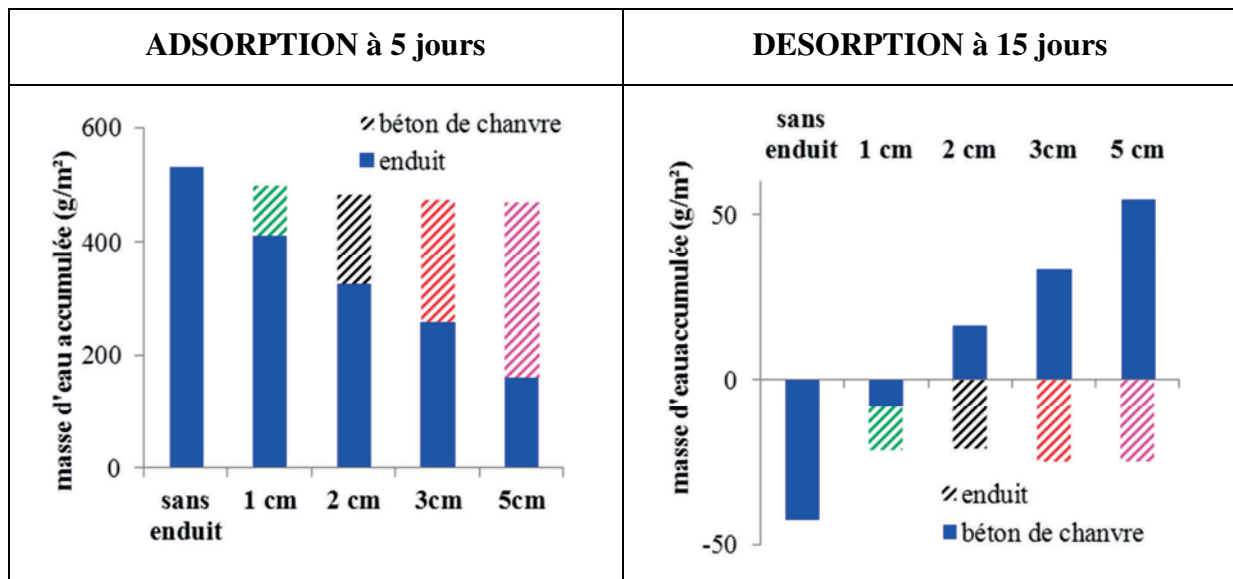 ADSORPTION à 5 jours
DESORPTION à 15 jours
masse d'eau accumulée (g/m²)
600
400
200
0
béton de chanvre
enduit
sans enduit
1 cm
2 cm
3cm
5cm
masse d'eauaccumulée (g/m²)
sans enduit
1 cm
2 cm
3cm
5 cm
50
0
-50
enduit
béton de chanvre